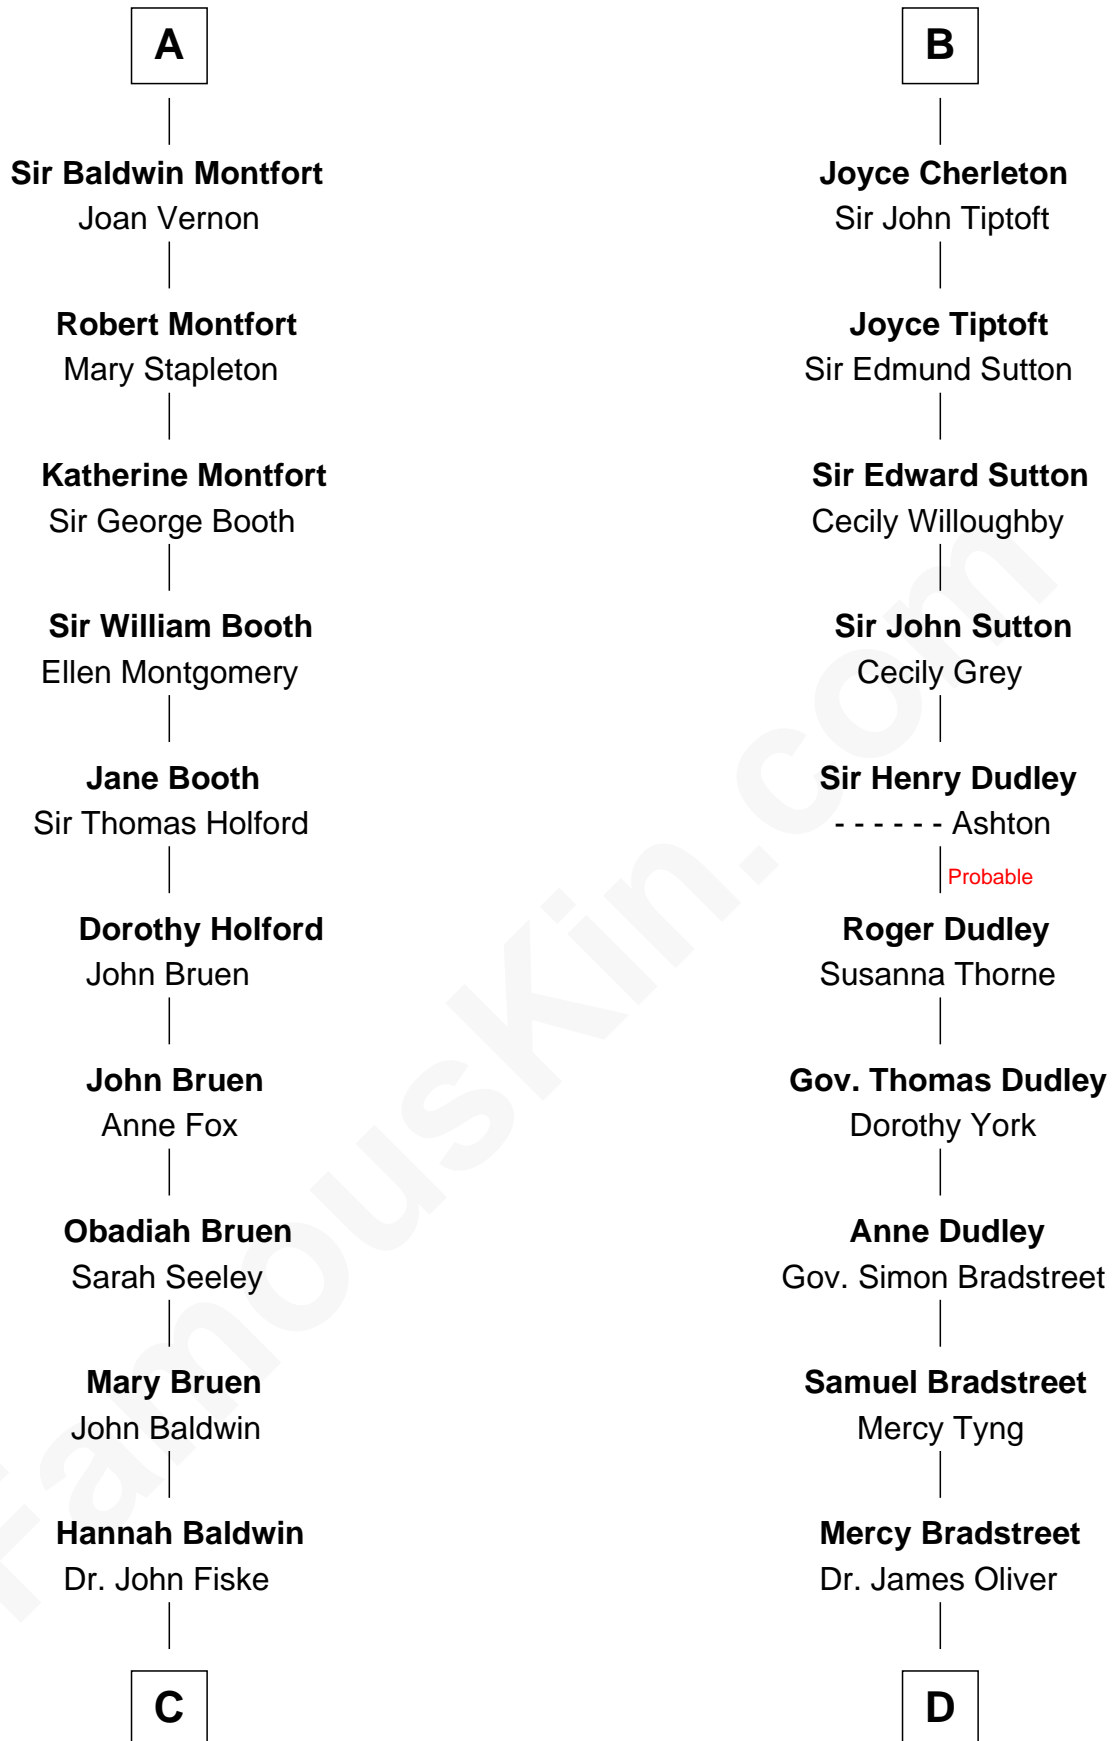 A
Sir Baldwin Montfort
Joan Vernon
Robert Montfort
Mary Stapleton
Katherine Montfort
Sir George Booth
Sir William Booth
Ellen Montgomery
Jane Booth
Sir Thomas Holford
Dorothy Holford
John Bruen
John Bruen
Anne Fox
Obadiah Bruen
Sarah Seeley
Mary Bruen
John Baldwin
Hannah Baldwin
Dr. John Fiske
C
B
Joyce Cherleton
Sir John Tiptoft
Joyce Tiptoft
Sir Edmund Sutton
Sir Edward Sutton
Cecily Willoughby
Sir John Sutton
Cecily Grey
Sir Henry Dudley
- - - - - - Ashton
Probable
Roger Dudley
Susanna Thorne
Gov. Thomas Dudley
Dorothy York
Anne Dudley
Gov. Simon Bradstreet
Samuel Bradstreet
Mercy Tyng
Mercy Bradstreet
Dr. James Oliver
D
FamousKin.com